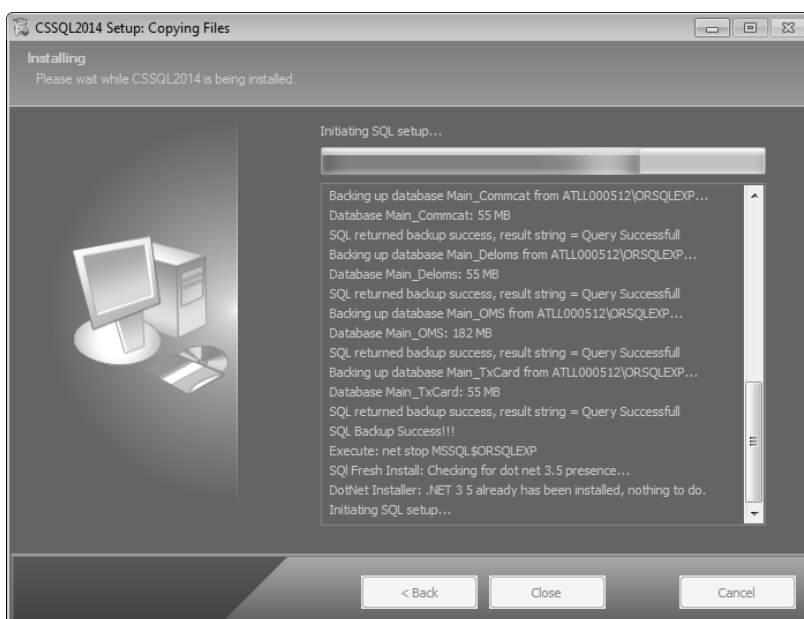 CSSQL2014 Setup: Copying Files
Installing
Please wait while CSSQL2014 is being installed.
Initiating SQL setup...
Backing up database Main_Commcat from ATLL000512\ORSQLEXP...
Database Main_Commcat: 55 MB
SQL returned backup success, result string = Query Successfull
Backing up database Main_Deloms from ATLL000512\ORSQLEXP...
Database Main_Deloms: 55 MB
SQL returned backup success, result string = Query Successfull
Backing up database Main_OMS from ATLL000512\ORSQLEXP...
Database Main_OMS: 182 MB
SQL returned backup success, result string = Query Successfull
Backing up database Main_TxCard from ATLL000512\ORSQLEXP...
Database Main_TxCard: 55 MB
SQL returned backup success, result string = Query Successfull
SQL Backup Success!!!
Execute: net stop MSSQL$ORSQLEXP
SQl Fresh Install: Checking for dot net 3.5 presence...
DotNet Installer: .NET 3 5 already has been installed, nothing to do.
Initiating SQL setup...
< Back
Close
Cancel